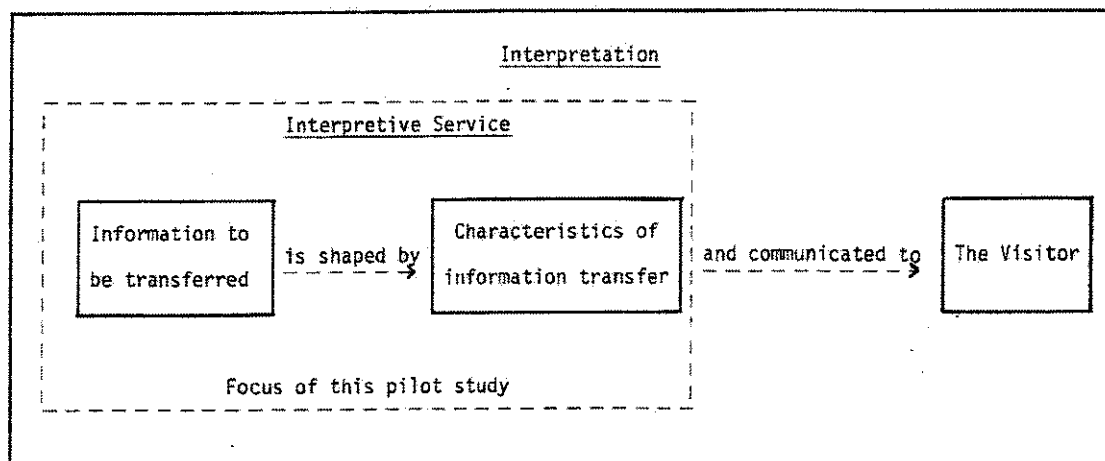 Interpretation
Interpretive Service
Information to
be transferred
is shaped by
Characteristics of
information transfer
and communicated to
The Visitor
Focus of this pilot study